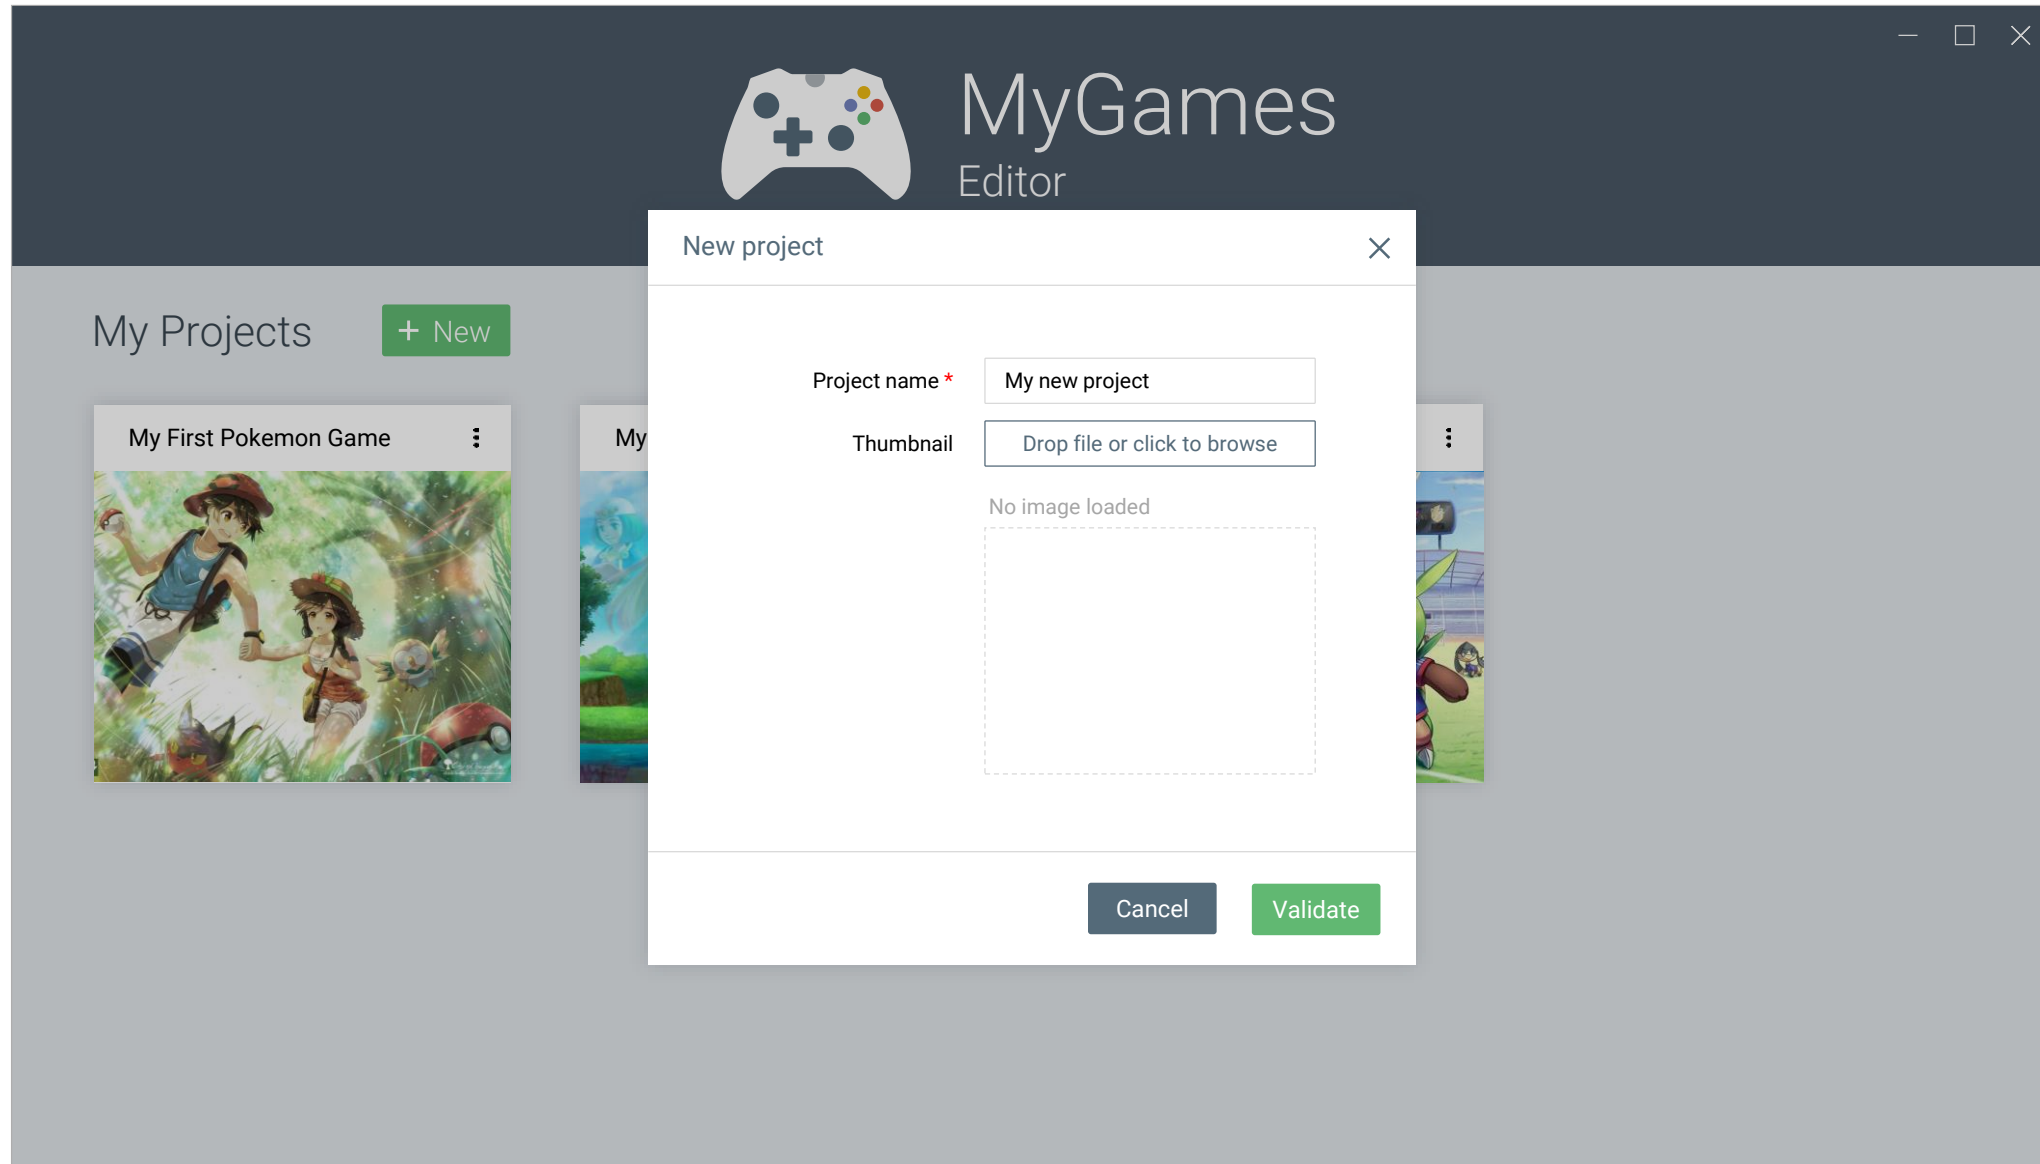 MyGames
Editor
New project
My Projects
+ New
Project name *
My new project
My First Pokemon Game
My
Thumbnail
Drop file or click to browse
No image loaded
Cancel
Validate